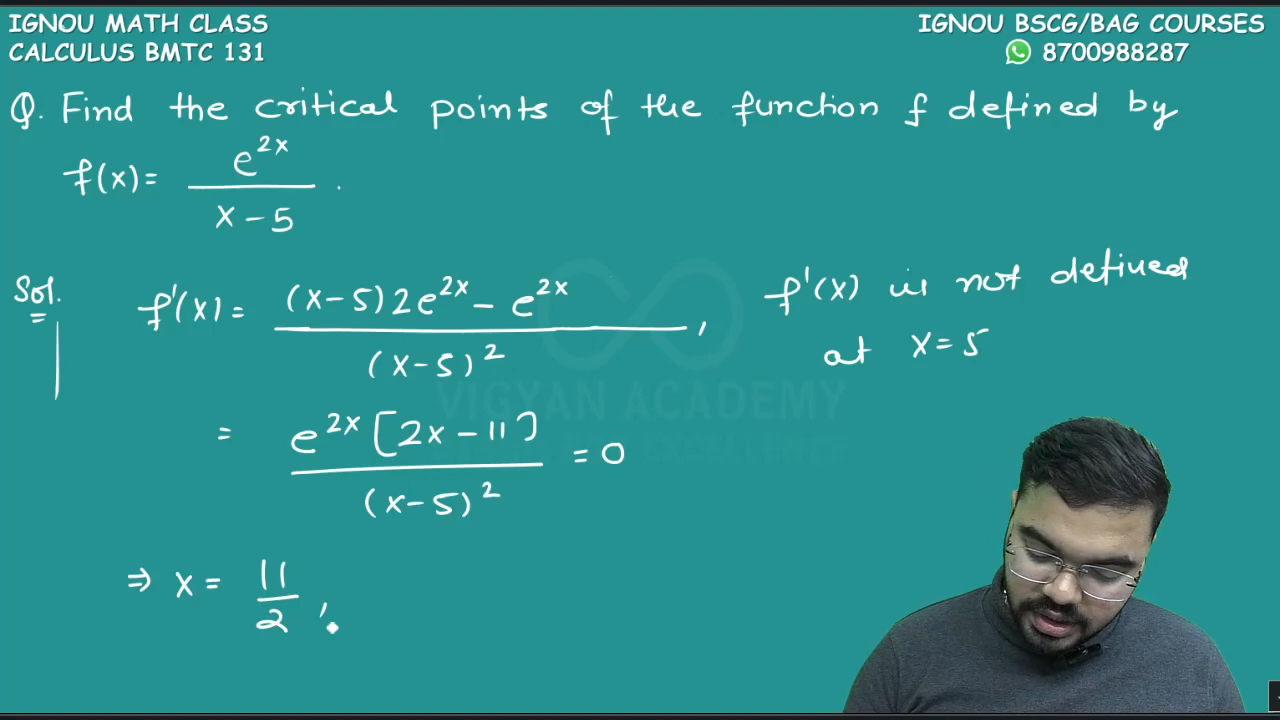 IGNOU MATH CLASS
CALCULUS BMTC 131
IGNOU BSCG/BAG COURSES
8700988287
Q. Find the critical points of the function f defined by
f(x) = e^{2x} / (x - 5) .
Sol.
f'(x) = ((x-5)2e^{2x} - e^{2x}) / (x-5)^2 ,
f'(x) is not defined
at x = 5
= e^{2x}[2x - 11] / (x-5)^2 = 0
⇒ x = 11/2 ,
VIGYAN ACADEMY